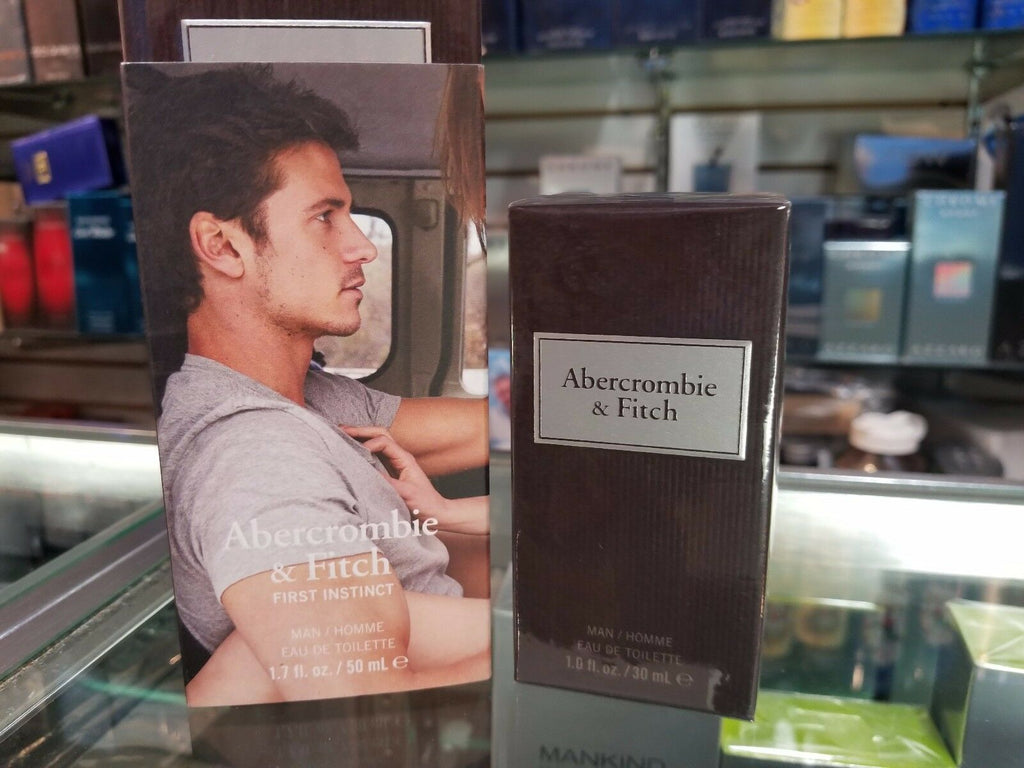 Abercrombie
& Fitch
FIRST INSTINCT
MAN / HOMME
EAU DE TOILETTE
1.7 fl. oz. / 50 mL ℮
Abercrombie
& Fitch
MAN / HOMME
EAU DE TOILETTE
1.0 fl. oz. / 30 mL ℮
MANKIND